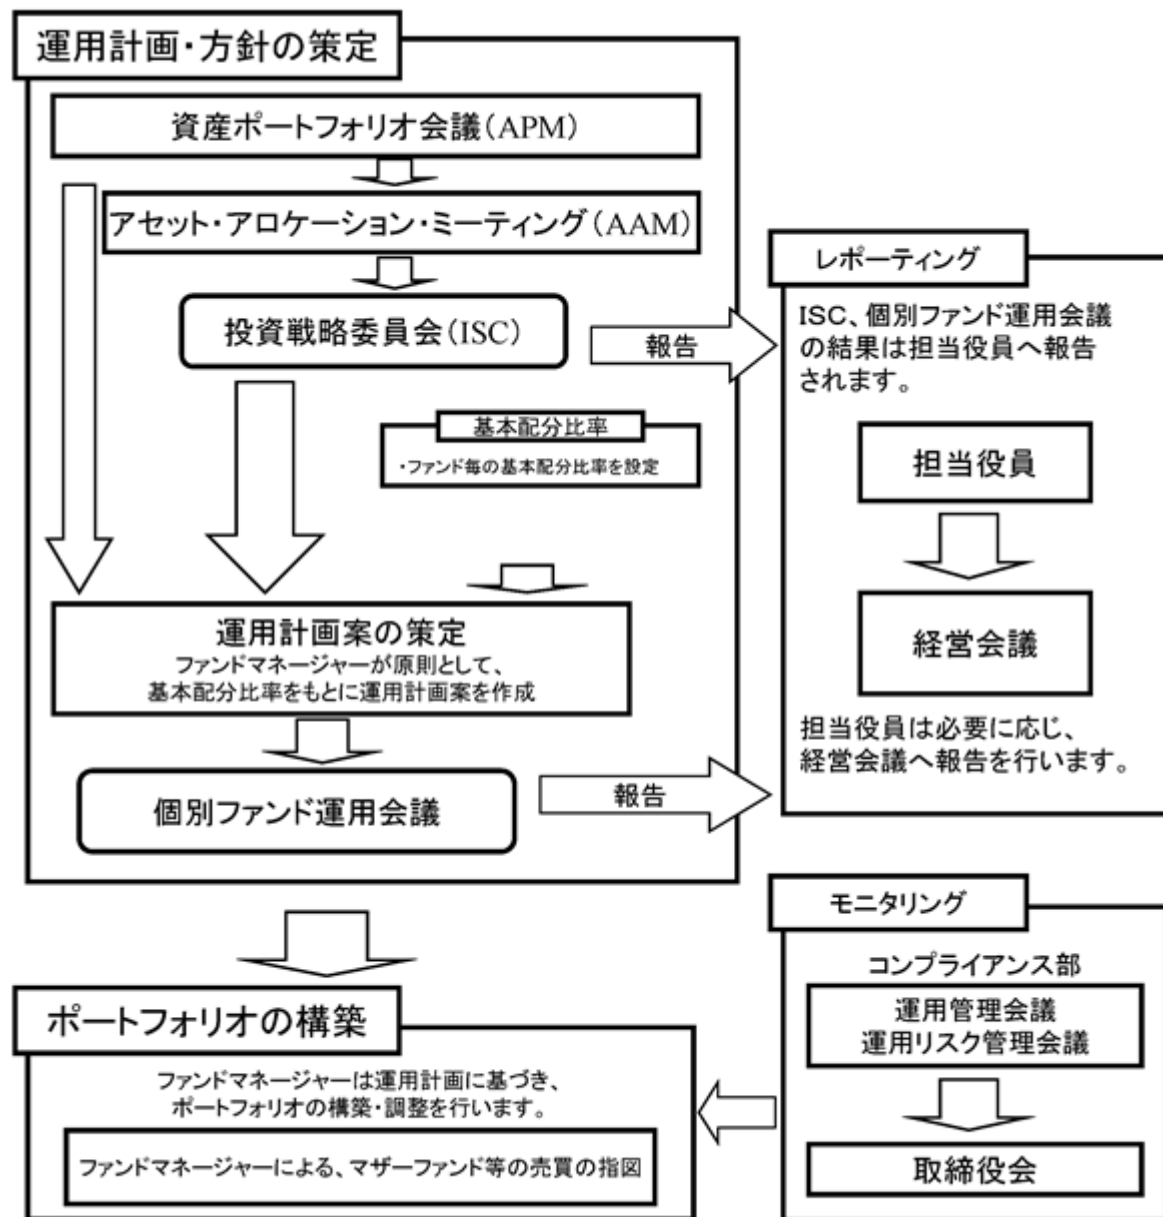 運用計画・方針の策定
資産ポートフォリオ会議(APM)
アセット・アロケーション・ミーティング(AAM)
投資戦略委員会(ISC)
報告
基本配分比率
・ファンド毎の基本配分比率を設定
運用計画案の策定
ファンドマネージャーが原則として、
基本配分比率をもとに運用計画案を作成
個別ファンド運用会議
報告
レポーティング
ISC、個別ファンド運用会議
の結果は担当役員へ報告
されます。
担当役員
経営会議
担当役員は必要に応じ、
経営会議へ報告を行います。
ポートフォリオの構築
ファンドマネージャーは運用計画に基づき、
ポートフォリオの構築・調整を行います。
ファンドマネージャーによる、マザーファンド等の売買の指図
モニタリング
コンプライアンス部
運用管理会議
運用リスク管理会議
取締役会